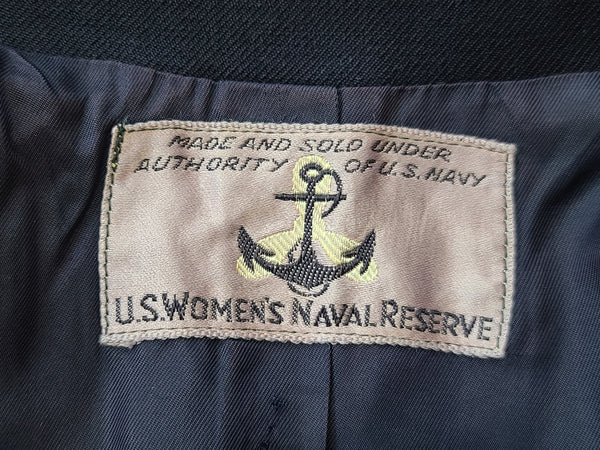 MADE AND SOLD UNDER
AUTHORITY OF U.S. NAVY
U.S. WOMEN'S NAVAL RESERVE